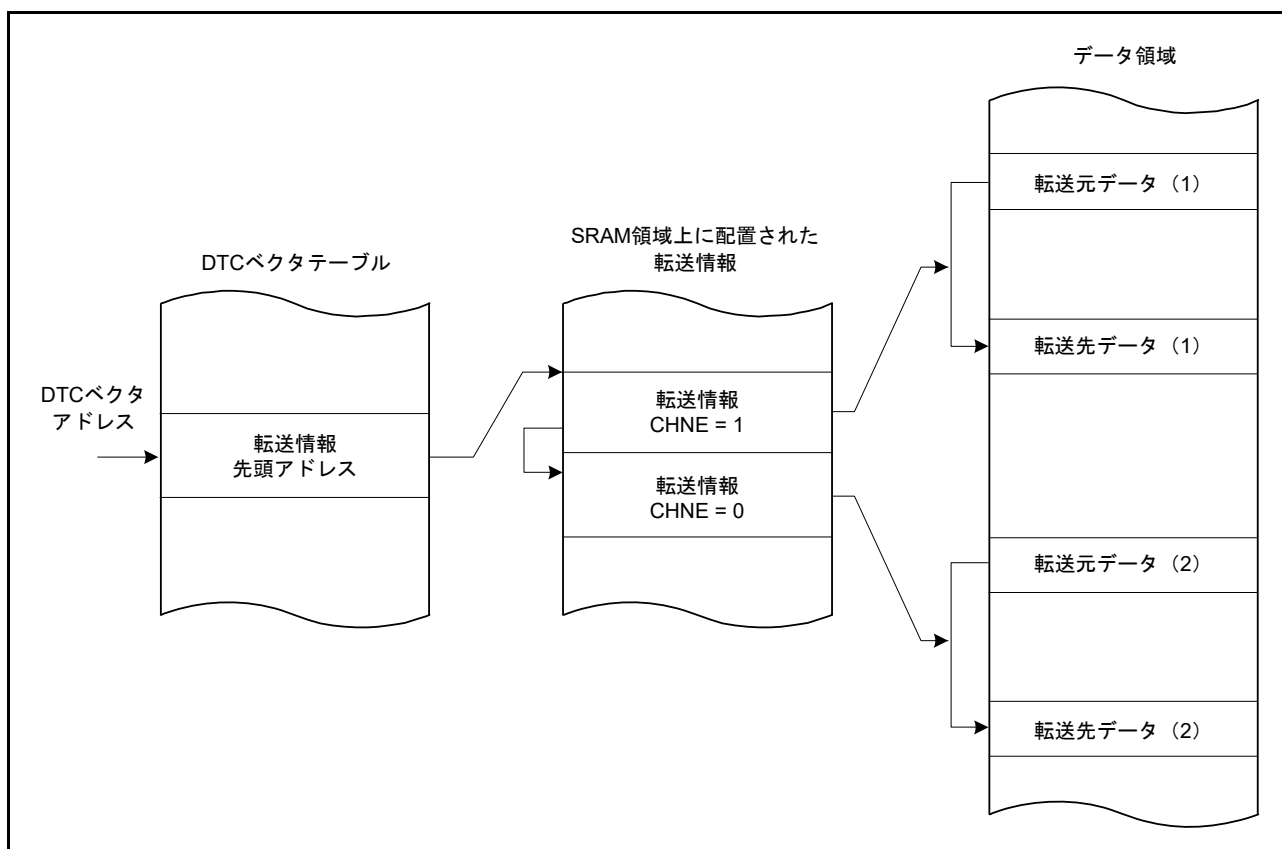 データ領域
転送元データ（1）
転送先データ（1）
転送元データ（2）
転送先データ（2）
SRAM領域上に配置された
転送情報
転送情報
CHNE = 1
転送情報
CHNE = 0
DTCベクタテーブル
転送情報
先頭アドレス
DTCベクタ
アドレス